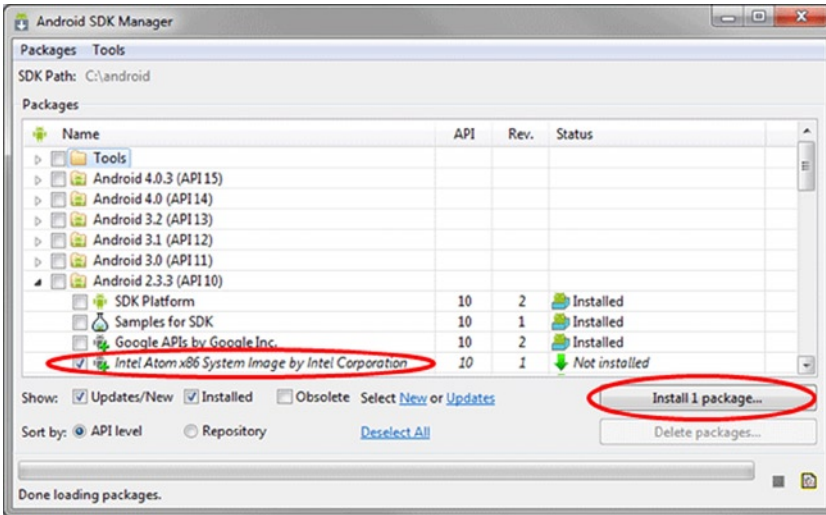 Android SDK Manager
Packages Tools
SDK Path: C:\android
Packages
Name API Rev. Status
Tools
Android 4.0.3 (API 15)
Android 4.0 (API 14)
Android 3.2 (API 13)
Android 3.1 (API 12)
Android 3.0 (API 11)
Android 2.3.3 (API 10)
SDK Platform 10 2 Installed
Samples for SDK 10 1 Installed
Google APIs by Google Inc. 10 2 Installed
Intel Atom x86 System Image by Intel Corporation 10 1 Not installed
Show: Updates/New Installed Obsolete Select New or Updates Install 1 package...
Sort by: API level Repository Deselect All Delete packages...
Done loading packages.